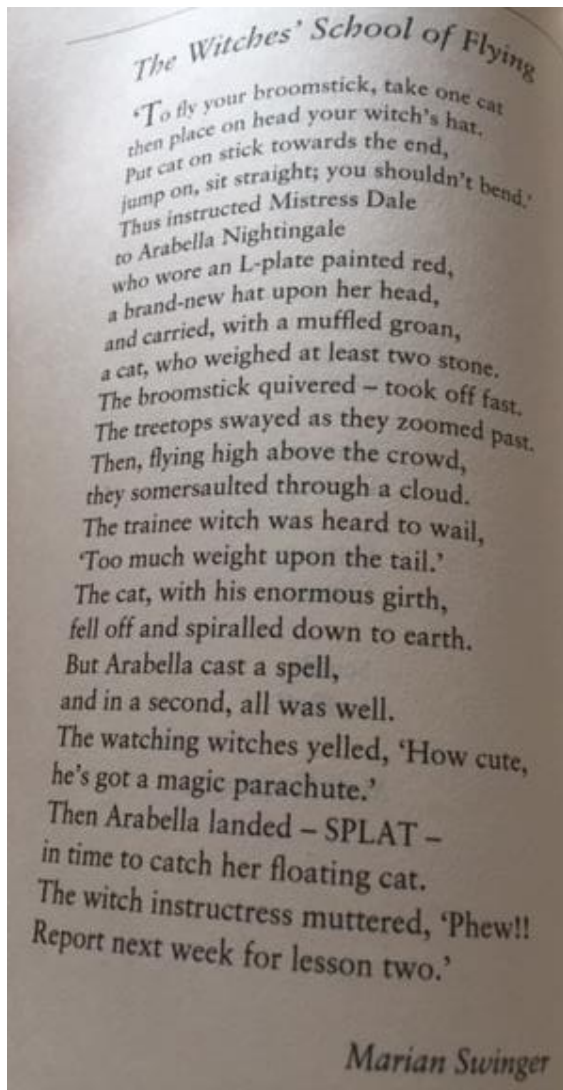 The Witches' School of Flying
'To fly your broomstick, take one cat
then place on head your witch's hat.
Put cat on stick towards the end,
jump on, sit straight; you shouldn't bend.'
Thus instructed Mistress Dale
to Arabella Nightingale
who wore an L-plate painted red,
a brand-new hat upon her head,
and carried, with a muffled groan,
a cat, who weighed at least two stone.
The broomstick quivered – took off fast.
The treetops swayed as they zoomed past.
Then, flying high above the crowd,
they somersaulted through a cloud.
The trainee witch was heard to wail,
'Too much weight upon the tail.'
The cat, with his enormous girth,
fell off and spiralled down to earth.
But Arabella cast a spell,
and in a second, all was well.
The watching witches yelled, 'How cute,
he's got a magic parachute.'
Then Arabella landed – SPLAT –
in time to catch her floating cat.
The witch instructress muttered, 'Phew!!
Report next week for lesson two.'
Marian Swinger